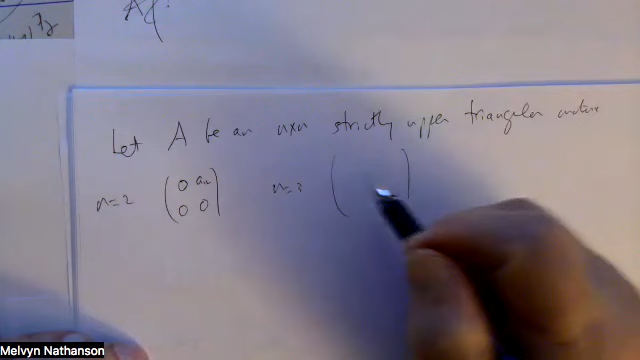 Let A be an nxn strictly upper triangular matrix
n=2 (0 a₁₂ 0 0) n=3 (
Melvyn Nathanson